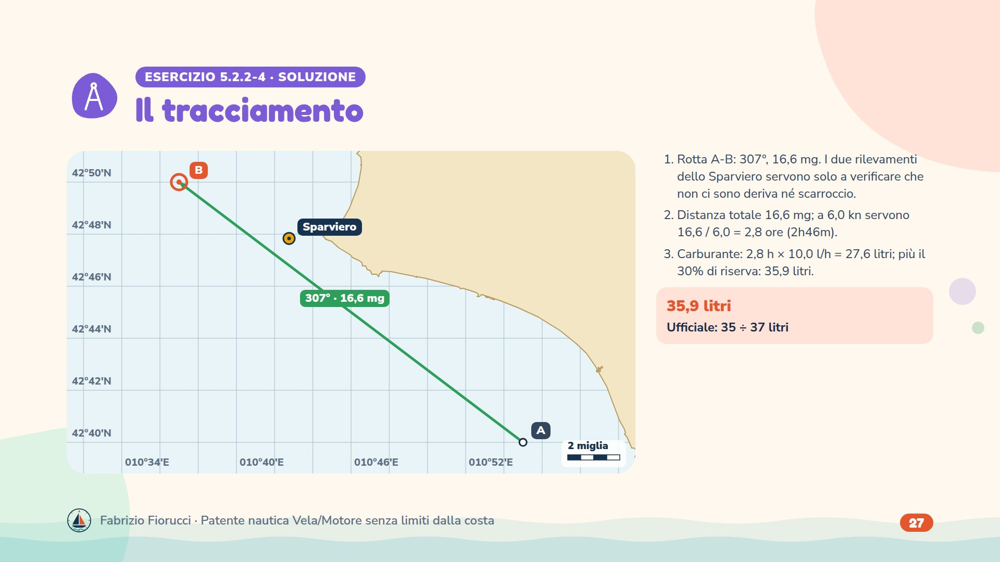 ESERCIZIO 5.2.2-4 · SOLUZIONE
Il tracciamento
42°50'N
B
42°48'N
Sparviero
42°46'N
307° · 16,6 mg
42°44'N
42°42'N
42°40'N
A
2 miglia
010°34'E
010°40'E
010°46'E
010°52'E
1. Rotta A-B: 307°, 16,6 mg. I due rilevamenti
dello Sparviero servono solo a verificare che
non ci sono deriva né scarroccio.
2. Distanza totale 16,6 mg; a 6,0 kn servono
16,6 / 6,0 = 2,8 ore (2h46m).
3. Carburante: 2,8 h × 10,0 l/h = 27,6 litri; più il
30% di riserva: 35,9 litri.
35,9 litri
Ufficiale: 35 ÷ 37 litri
Fabrizio Fiorucci · Patente nautica Vela/Motore senza limiti dalla costa
27